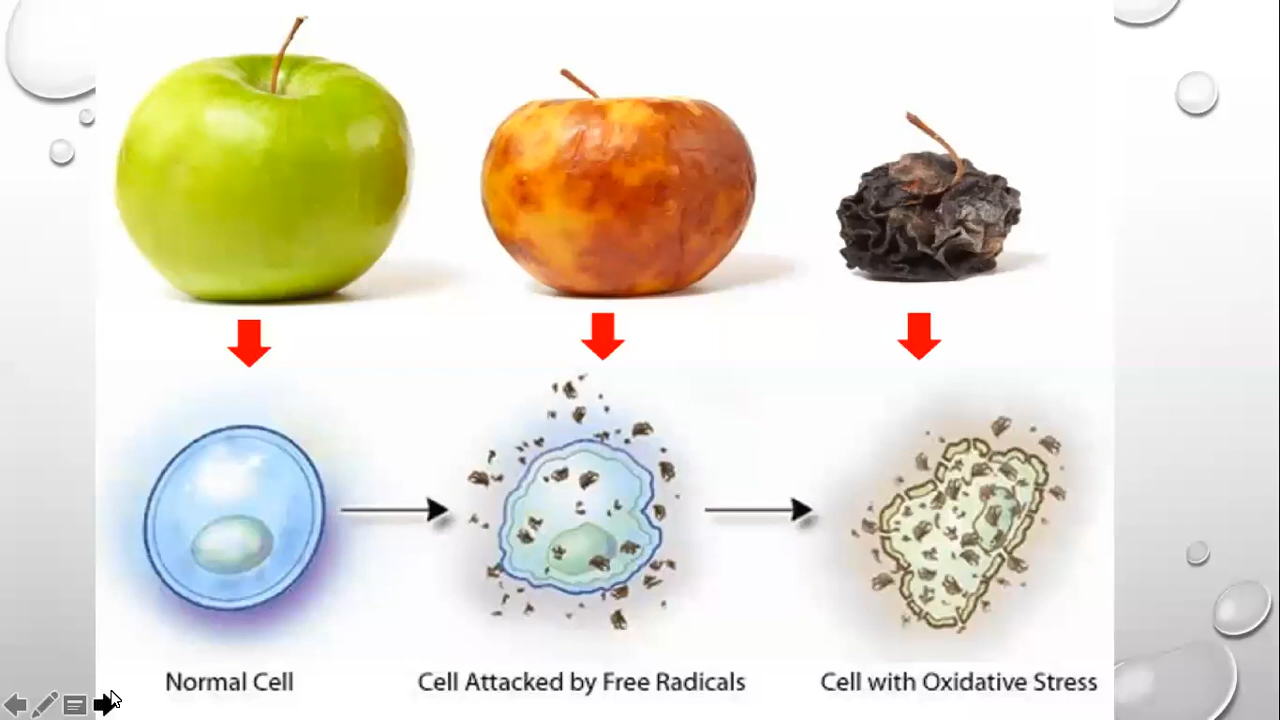 Normal Cell
Cell Attacked by Free Radicals
Cell with Oxidative Stress